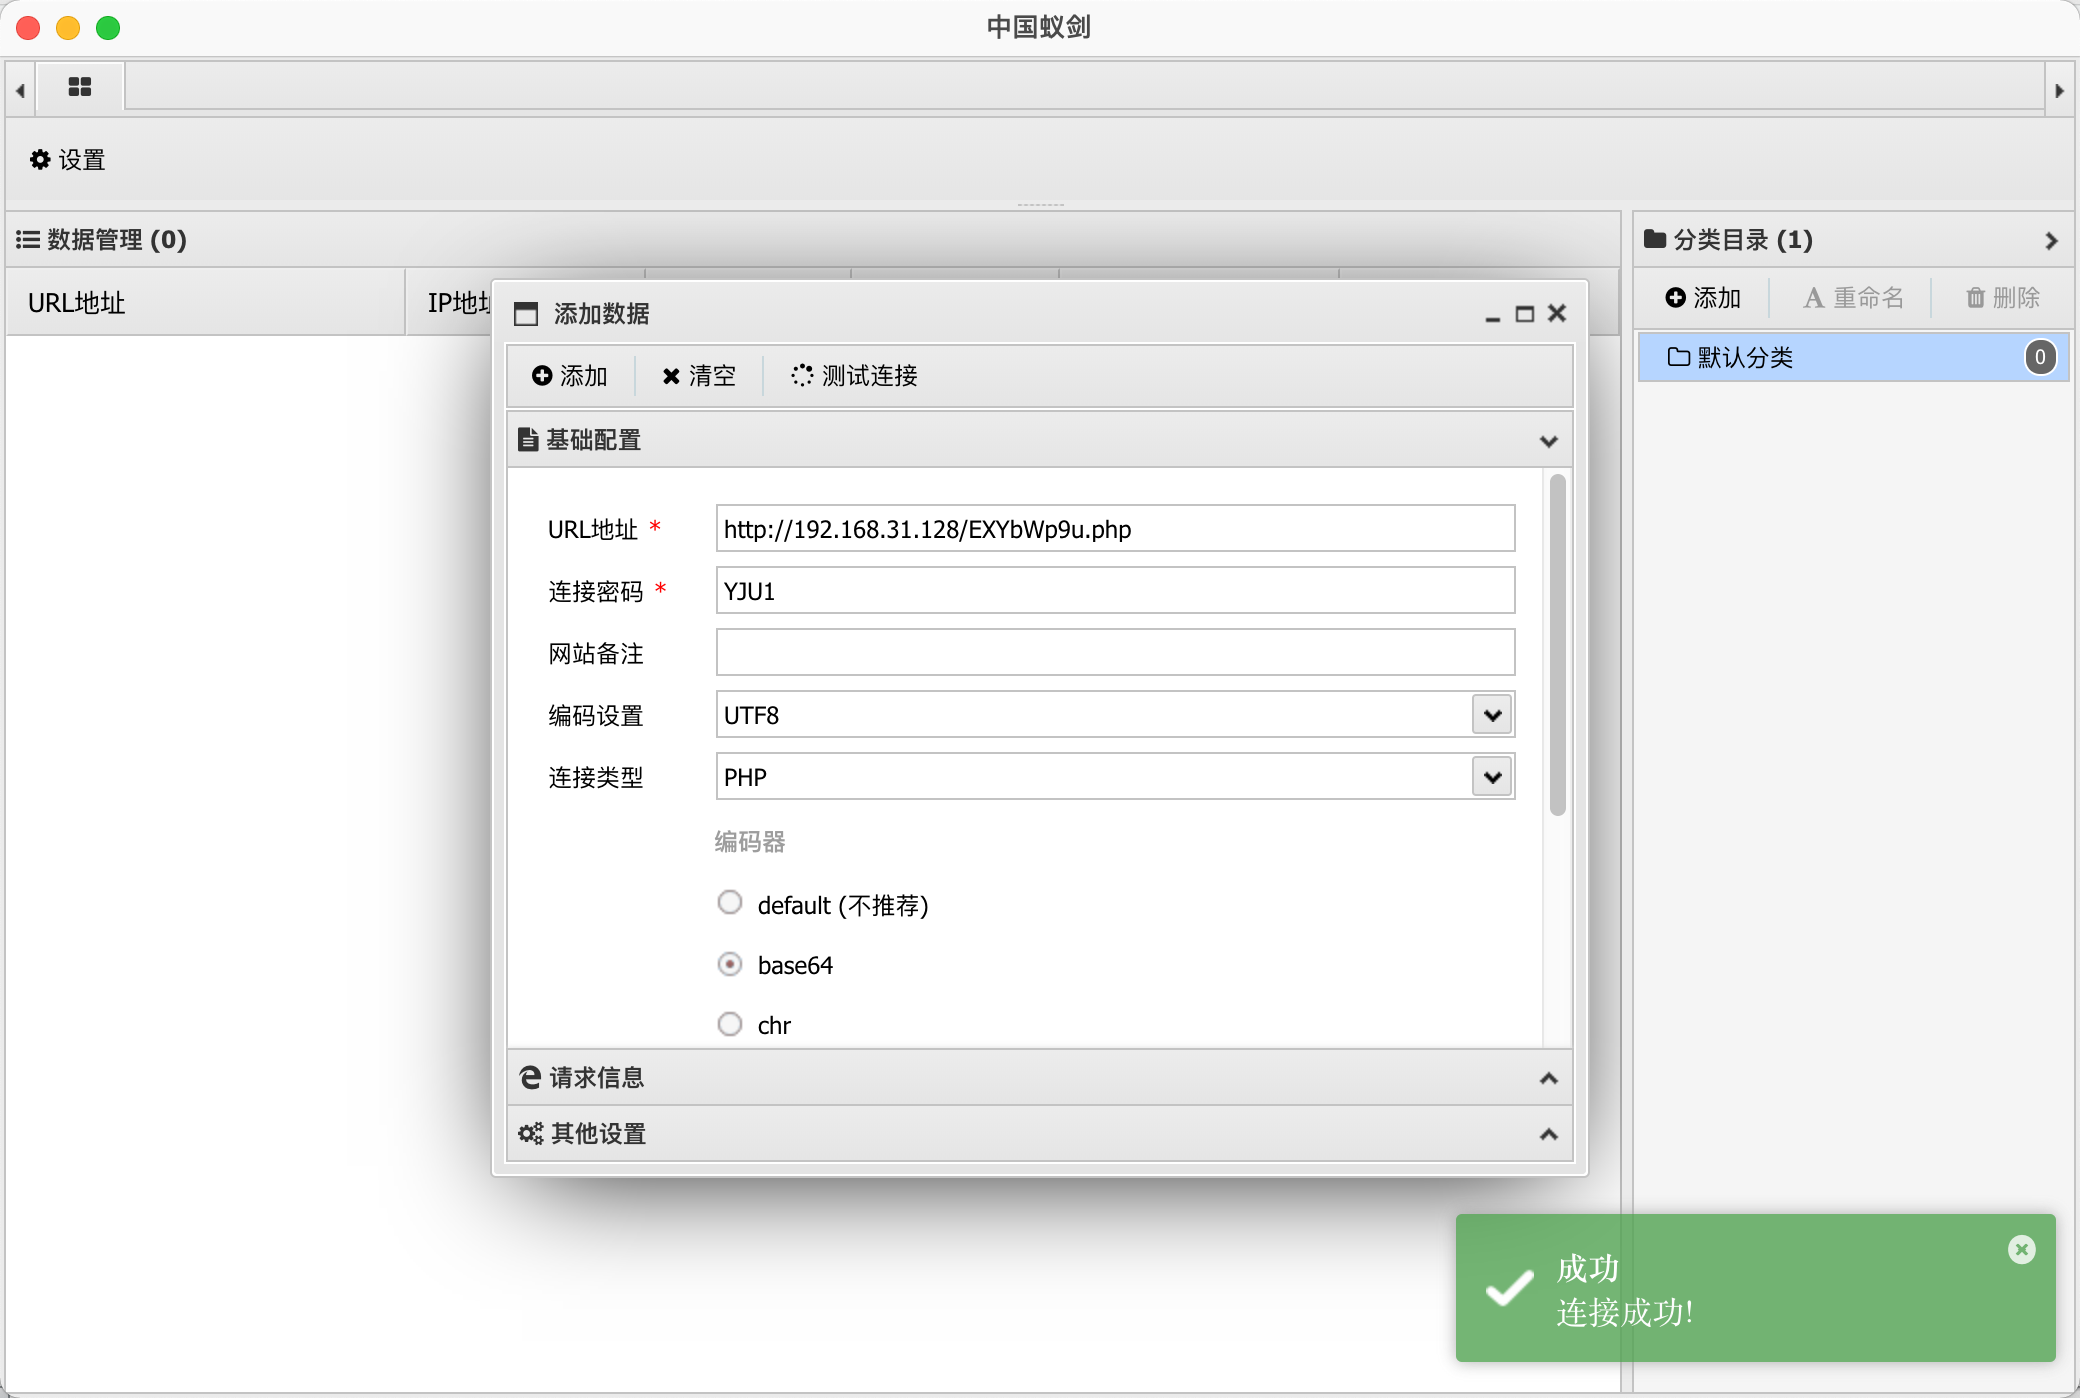 中国蚁剑
设置
数据管理 (0)
URL地址
IP地址
分类目录 (1)
添加
重命名
删除
默认分类
0
添加数据
添加
清空
测试连接
基础配置
URL地址 *
http://192.168.31.128/EXYbWp9u.php
连接密码 *
YJU1
网站备注
编码设置
UTF8
连接类型
PHP
编码器
default (不推荐)
base64
chr
请求信息
其他设置
成功
连接成功!